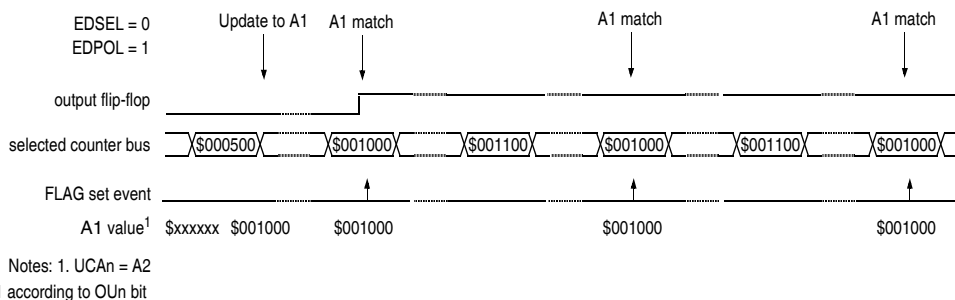 EDSEL = 0
EDPOL = 1
Update to A1 A1 match A1 match A1 match
output flip-flop
selected counter bus $000500 $001000 $001100 $001000 $001100 $001000
FLAG set event
A1 value1 $xxxxxx $001000 $001000 $001000 $001000
Notes: 1. UCAn = A2
according to OUn bit